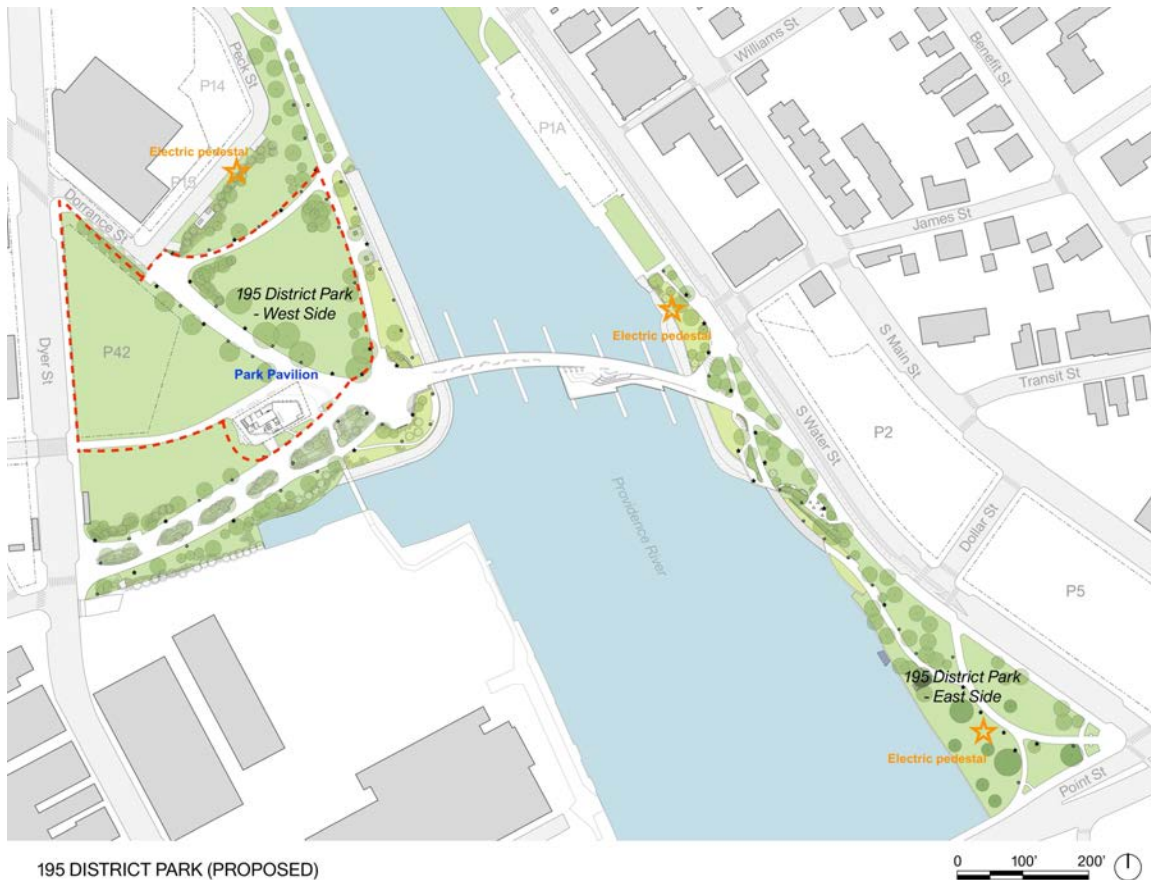 Peck St
P14
Electric pedestal
P15
Dorrance St
195 District Park
- West Side
P42
Dyer St
Park Pavilion
Williams St
Benefit St
P1A
James St
Electric pedestal
S Main St
Transit St
S Water St
P2
Providence River
Dollar St
P5
195 District Park
- East Side
Electric pedestal
Point St
195 DISTRICT PARK (PROPOSED)
0 100' 200'